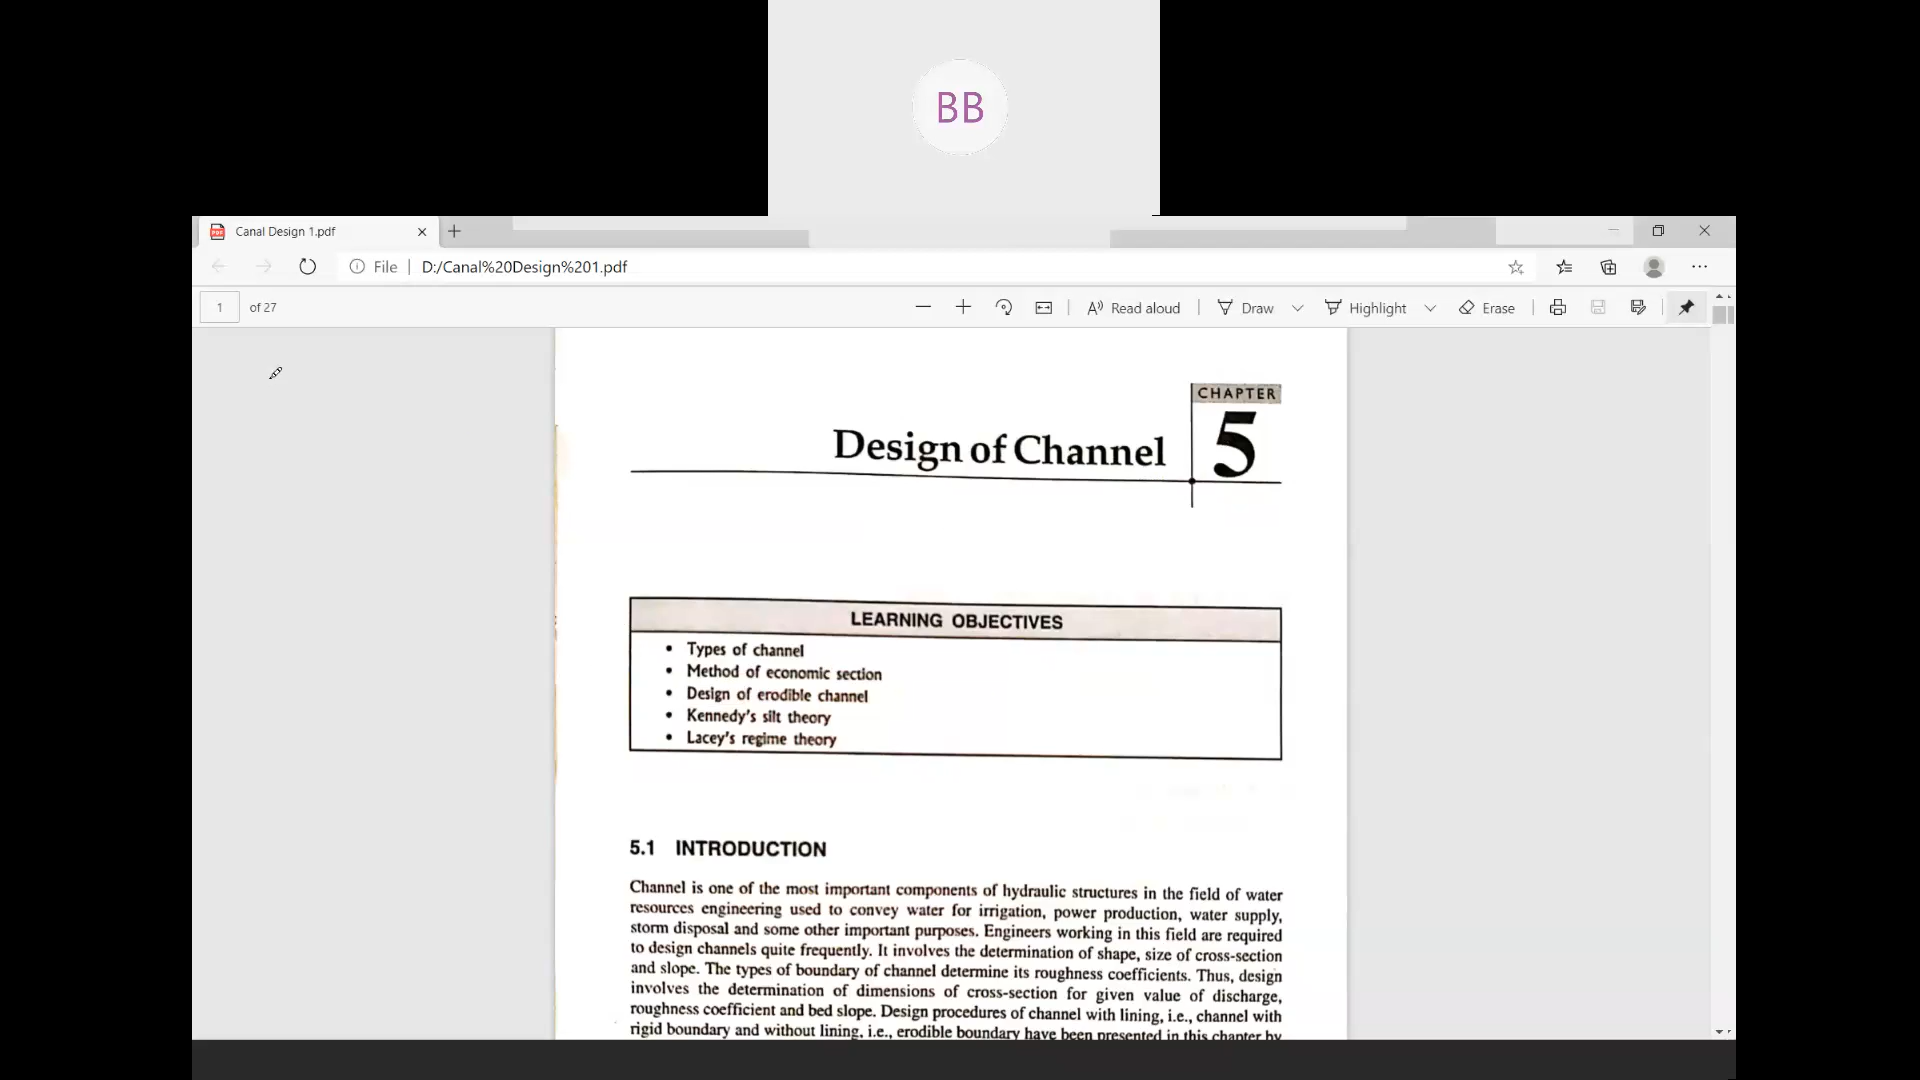 BB
Canal Design 1.pdf
File | D:/Canal%20Design%201.pdf
1 of 27 Read aloud Draw Highlight Erase
CHAPTER
Design of Channel 5
LEARNING OBJECTIVES
• Types of channel
• Method of economic section
• Design of erodible channel
• Kennedy's silt theory
• Lacey's regime theory
5.1 INTRODUCTION
Channel is one of the most important components of hydraulic structures in the field of water
resources engineering used to convey water for irrigation, power production, water supply,
storm disposal and some other important purposes. Engineers working in this field are required
to design channels quite frequently. It involves the determination of shape, size of cross-section
and slope. The types of boundary of channel determine its roughness coefficients. Thus, design
involves the determination of dimensions of cross-section for given value of discharge,
roughness coefficient and bed slope. Design procedures of channel with lining, i.e., channel with
rigid boundary and without lining, i.e., erodible boundary have been presented in this chapter by